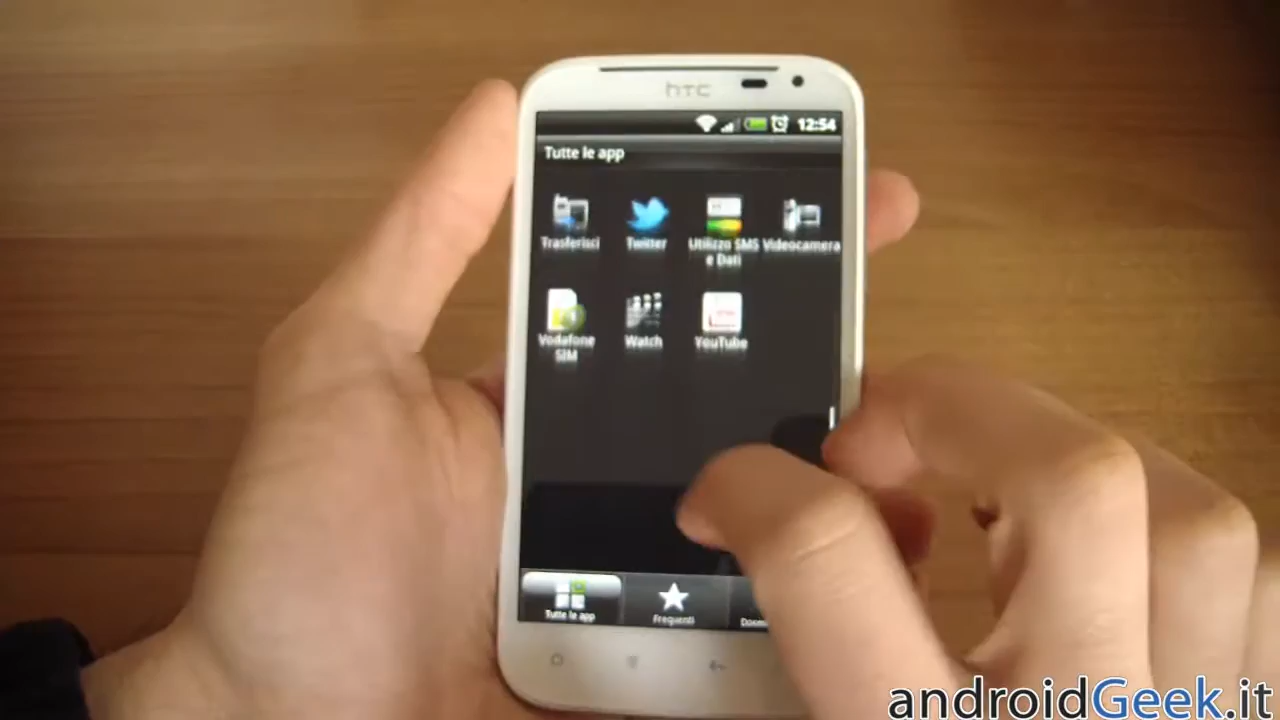 hTC
12:54
Tutte le app
Trasferisci
Twitter
Utilizzo SMS
e Dati
Videocamera
Vodafone
SIM
Watch
YouTube
Tutte le app
Frequenti
androidGeek.it